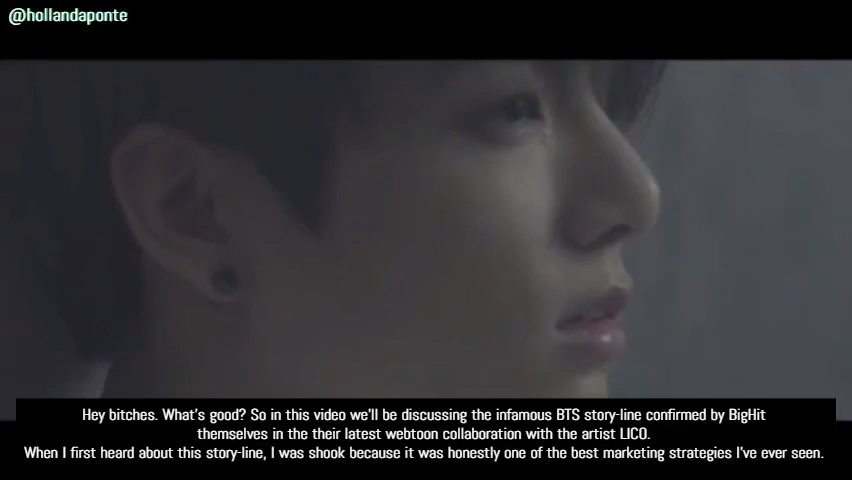 @hollandaponte
Hey bitches. What's good? So in this video we'll be discussing the infamous BTS story-line confirmed by BigHit
themselves in the their latest webtoon collaboration with the artist LICO.
When I first heard about this story-line, I was shook because it was honestly one of the best marketing strategies I've ever seen.